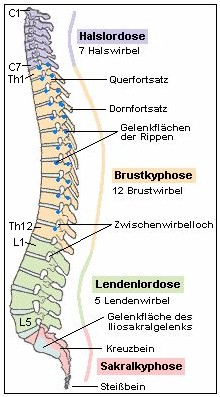 C1
Halslordose
7 Halswirbel
C7
Th1
Querfortsatz
Dornfortsatz
Gelenkflächen
der Rippen
Brustkyphose
12 Brustwirbel
Th12
Zwischenwirbelloch
L1
Lendenlordose
5 Lendenwirbel
L5
Gelenkfläche des
Iliosakralgelenks
Kreuzbein
Sakralkyphose
Steißbein